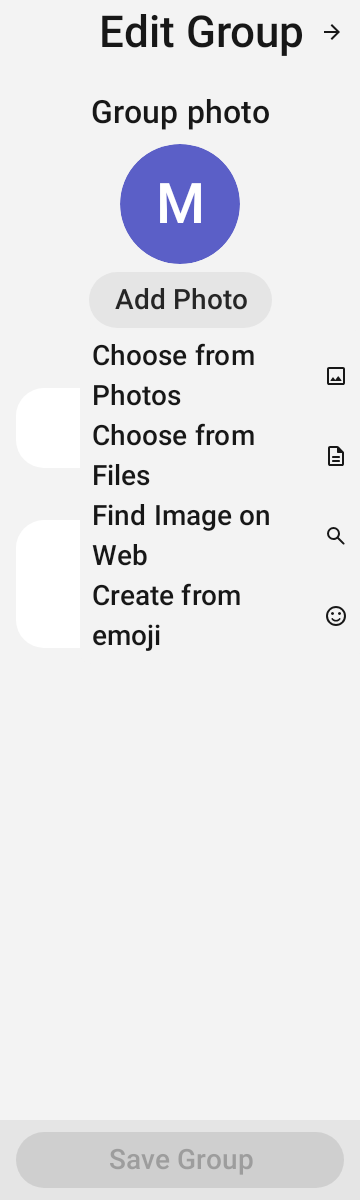 Edit Group
Group photo
M
Add Photo
Choose from
Photos
Choose from
Files
Find Image on
Web
Create from
emoji
Save Group